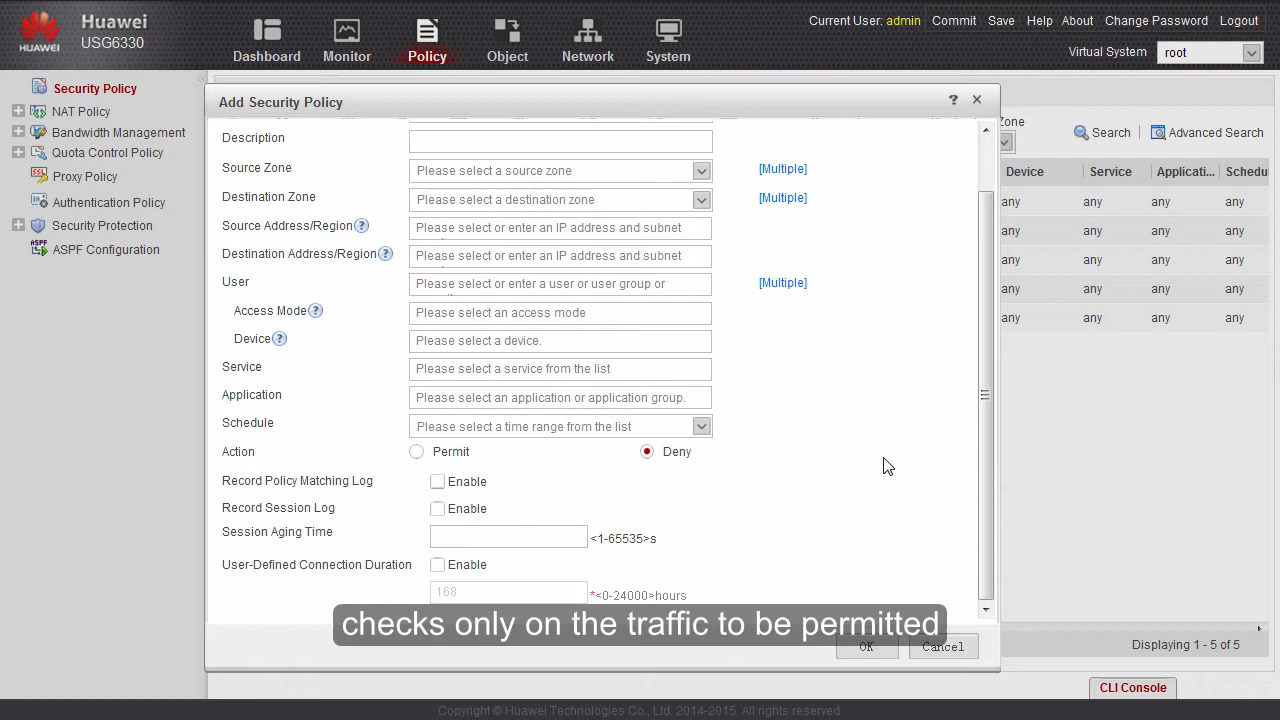 Huawei
USG6330
HUAWEI
Dashboard
Monitor
Policy
Object
Network
System
Current User: admin
Commit
Save
Help
About
Change Password
Logout
Virtual System
root
Security Policy
NAT Policy
Bandwidth Management
Quota Control Policy
Proxy Policy
Authentication Policy
Security Protection
ASPF Configuration
Add Security Policy
?
Description
Source Zone
Please select a source zone
[Multiple]
Destination Zone
Please select a destination zone
[Multiple]
Source Address/Region
Please select or enter an IP address and subnet
Destination Address/Region
Please select or enter an IP address and subnet
User
Please select or enter a user or user group or
[Multiple]
Access Mode
Please select an access mode
Device
Please select a device.
Service
Please select a service from the list
Application
Please select an application or application group.
Schedule
Please select a time range from the list
Action
Permit
Deny
Record Policy Matching Log
Enable
Record Session Log
Enable
Session Aging Time
<1-65535>s
User-Defined Connection Duration
Enable
168
*<0-24000>hours
checks only on the traffic to be permitted
OK
Cancel
Search
Advanced Search
Device Service Applicati... Schedu
any any any any
any any any any
any any any any
any any any any
any any any any
Displaying 1 - 5 of 5
CLI Console
Copyright © Huawei Technologies Co., Ltd. 2014-2015. All rights reserved.